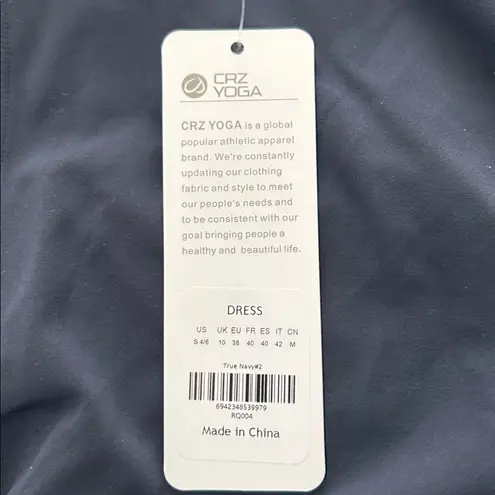 CRZ
YOGA
CRZ YOGA is a global
popular athletic apparel
brand. We're constantly
updating our clothing
fabric and style to meet
our people's needs and
to be consistent with our
goal bringing people a
healthy and beautiful life.
DRESS
US UK EU FR ES IT CN
S 4/6 10 38 40 40 42 M
True Navy#2
6942348539979
RQ004
Made in China